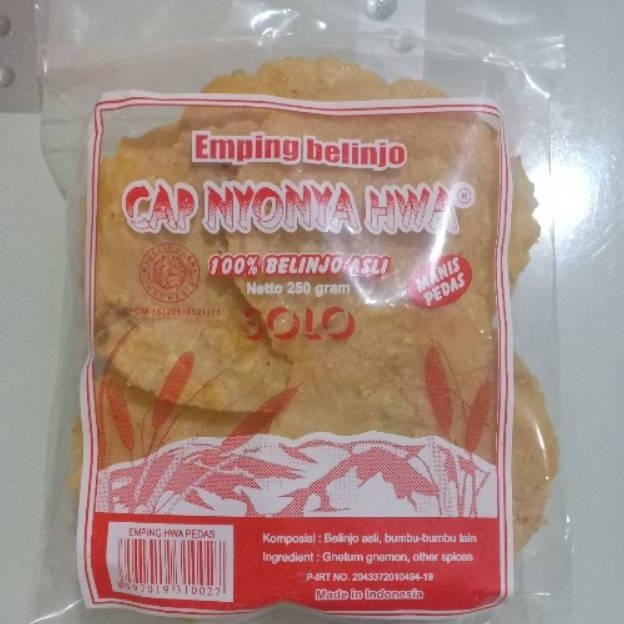 Emping belinjo
CAP NYONYA HWA®
100% BELINJO ASLI
Netto 250 gram
MANIS
PEDAS
SOLO
EMPING HWA PEDAS
Komposisi : Belinjo asli, bumbu-bumbu lain
Ingredient : Gnetum gnemon, other spices
P-IRT NO. 2043372010494-19
Made in Indonesia